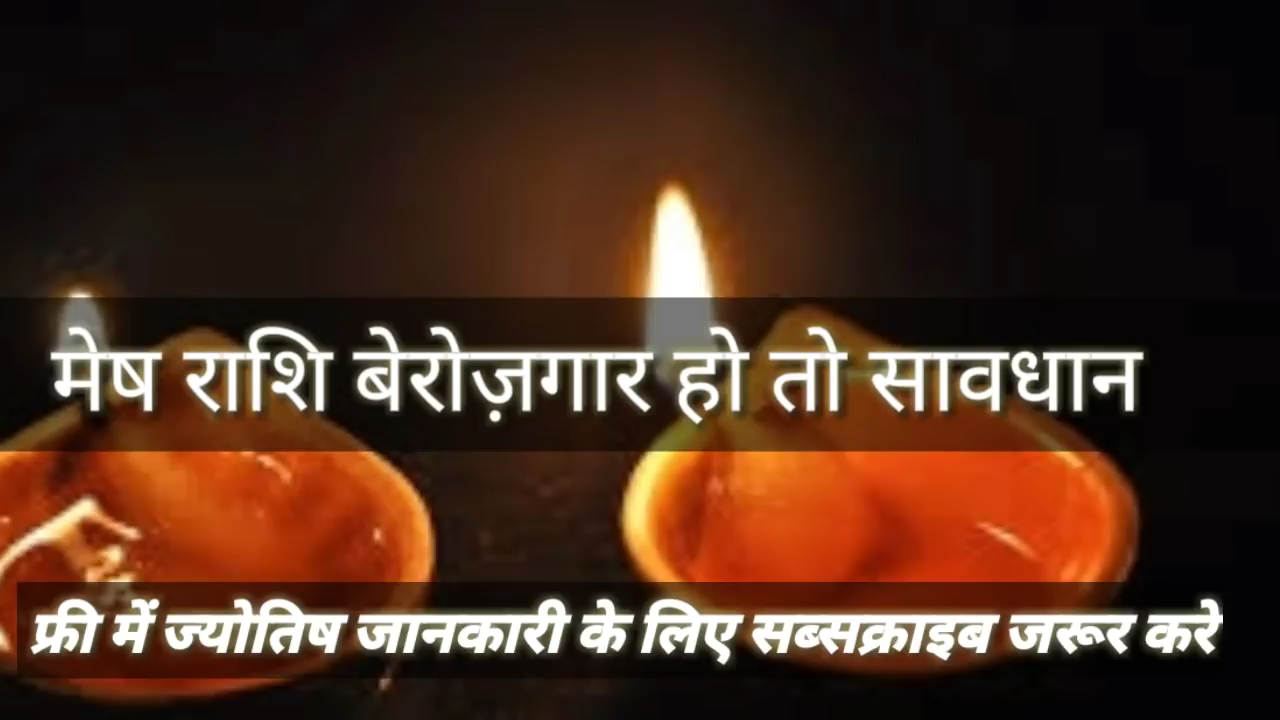 मेष राशि बेरोज़गार हो तो सावधान
फ्री में ज्योतिष जानकारी के लिए सब्सक्राइब जरूर करे